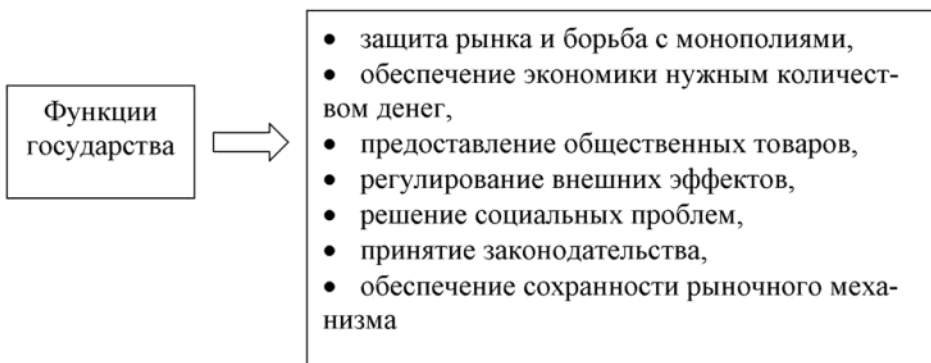 Функции
государства
• защита рынка и борьба с монополиями,
• обеспечение экономики нужным количест-
вом денег,
• предоставление общественных товаров,
• регулирование внешних эффектов,
• решение социальных проблем,
• принятие законодательства,
• обеспечение сохранности рыночного меха-
низма